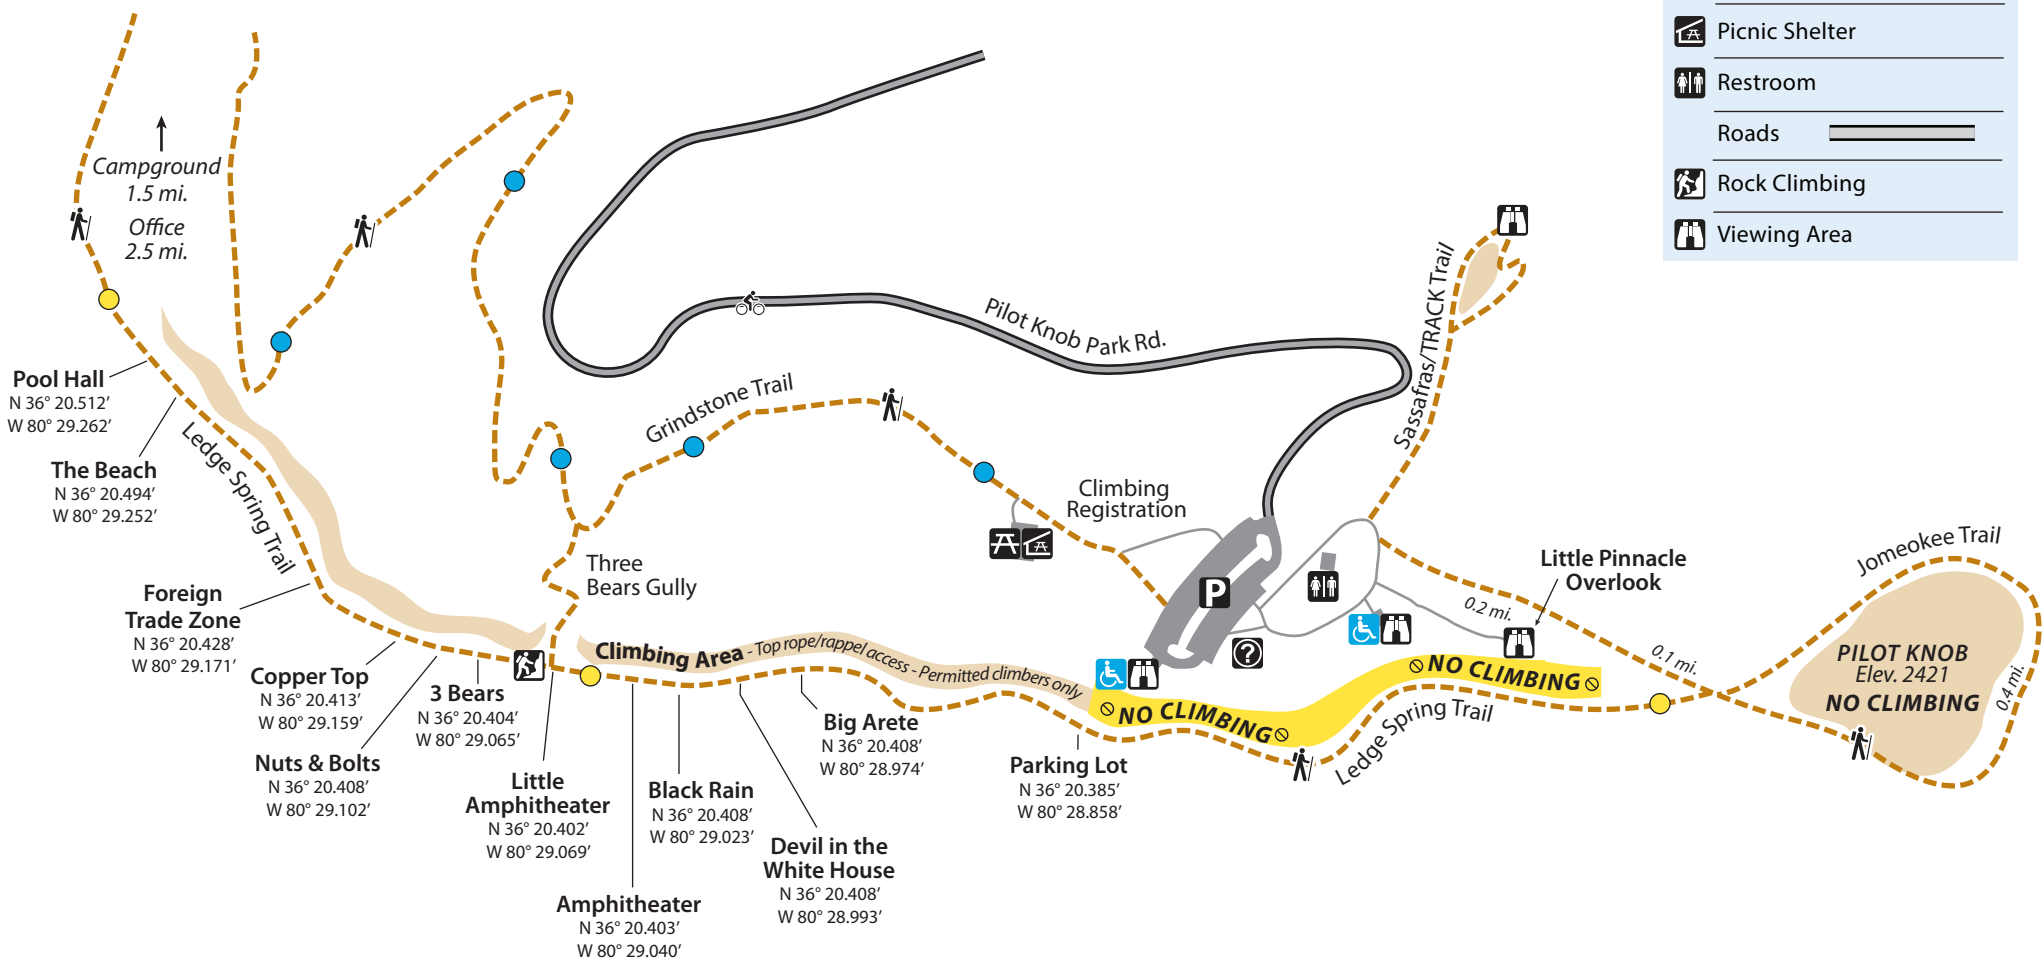 Picnic Shelter
Restroom
Roads
Rock Climbing
Viewing Area
Campground
1.5 mi.
Office
2.5 mi.
Pilot Knob Park Rd.
Sassafras/TRACK Trail
Pool Hall
N 36° 20.512′
W 80° 29.262′
The Beach
N 36° 20.494′
W 80° 29.252′
Ledge Spring Trail
Grindstone Trail
Climbing
Registration
Three
Bears Gully
P
?
Little Pinnacle
Overlook
0.2 mi.
0.1 mi.
Jomeokee Trail
PILOT KNOB
Elev. 2421
NO CLIMBING
0.4 mi.
Foreign
Trade Zone
N 36° 20.428′
W 80° 29.171′
Climbing Area - Top rope/rappel access - Permitted climbers only
NO CLIMBING
NO CLIMBING
Ledge Spring Trail
Copper Top
N 36° 20.413′
W 80° 29.159′
3 Bears
N 36° 20.404′
W 80° 29.065′
Nuts & Bolts
N 36° 20.408′
W 80° 29.102′
Little
Amphitheater
N 36° 20.402′
W 80° 29.069′
Black Rain
N 36° 20.408′
W 80° 29.023′
Big Arete
N 36° 20.408′
W 80° 28.974′
Parking Lot
N 36° 20.385′
W 80° 28.858′
Devil in the
White House
N 36° 20.408′
W 80° 28.993′
Amphitheater
N 36° 20.403′
W 80° 29.040′